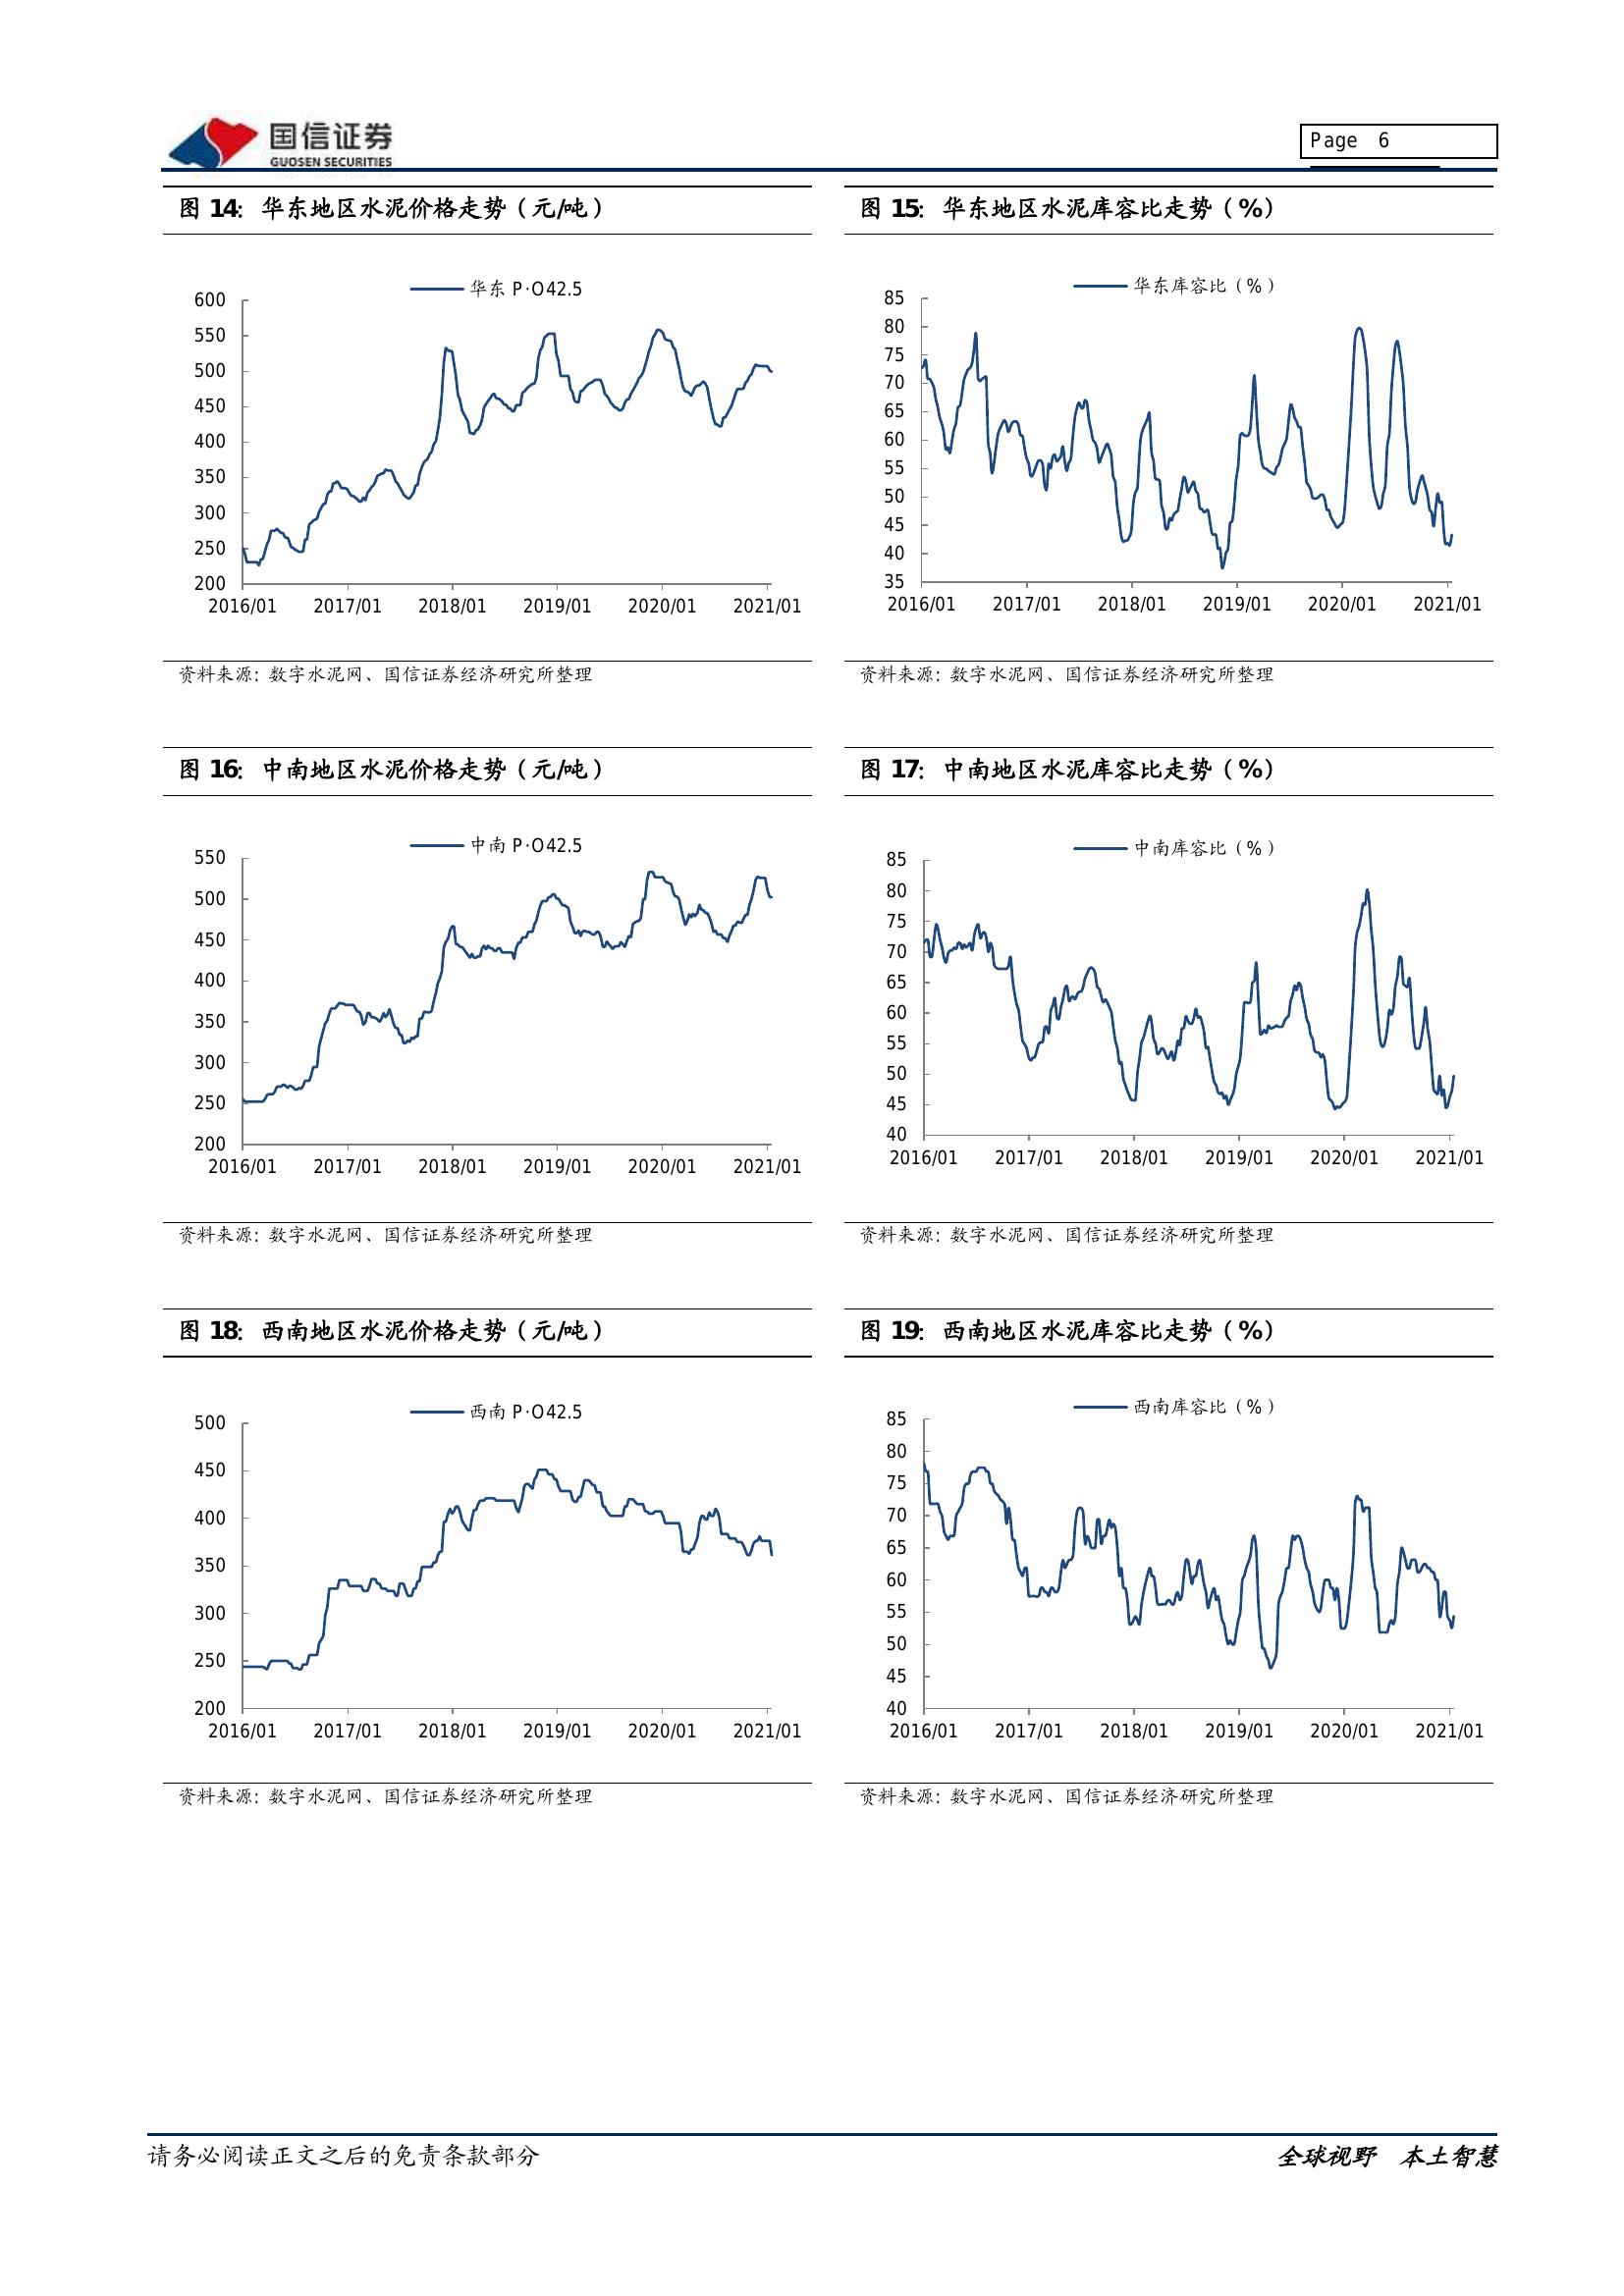 国信证券
GUOSEN SECURITIES
Page 6
图 14: 华东地区水泥价格走势（元/吨）
华东 P·O42.5
600
550
500
450
400
350
300
250
200
2016/01 2017/01 2018/01 2019/01 2020/01 2021/01
资料来源: 数字水泥网、国信证券经济研究所整理
图 15: 华东地区水泥库容比走势（%）
华东库容比（%）
85
80
75
70
65
60
55
50
45
40
35
2016/01 2017/01 2018/01 2019/01 2020/01 2021/01
资料来源: 数字水泥网、国信证券经济研究所整理
图 16: 中南地区水泥价格走势（元/吨）
中南 P·O42.5
550
500
450
400
350
300
250
200
2016/01 2017/01 2018/01 2019/01 2020/01 2021/01
资料来源: 数字水泥网、国信证券经济研究所整理
图 17: 中南地区水泥库容比走势（%）
中南库容比（%）
85
80
75
70
65
60
55
50
45
40
2016/01 2017/01 2018/01 2019/01 2020/01 2021/01
资料来源: 数字水泥网、国信证券经济研究所整理
图 18: 西南地区水泥价格走势（元/吨）
西南 P·O42.5
500
450
400
350
300
250
200
2016/01 2017/01 2018/01 2019/01 2020/01 2021/01
资料来源: 数字水泥网、国信证券经济研究所整理
图 19: 西南地区水泥库容比走势（%）
西南库容比（%）
85
80
75
70
65
60
55
50
45
40
2016/01 2017/01 2018/01 2019/01 2020/01 2021/01
资料来源: 数字水泥网、国信证券经济研究所整理
请务必阅读正文之后的免责条款部分
全球视野 本土智慧